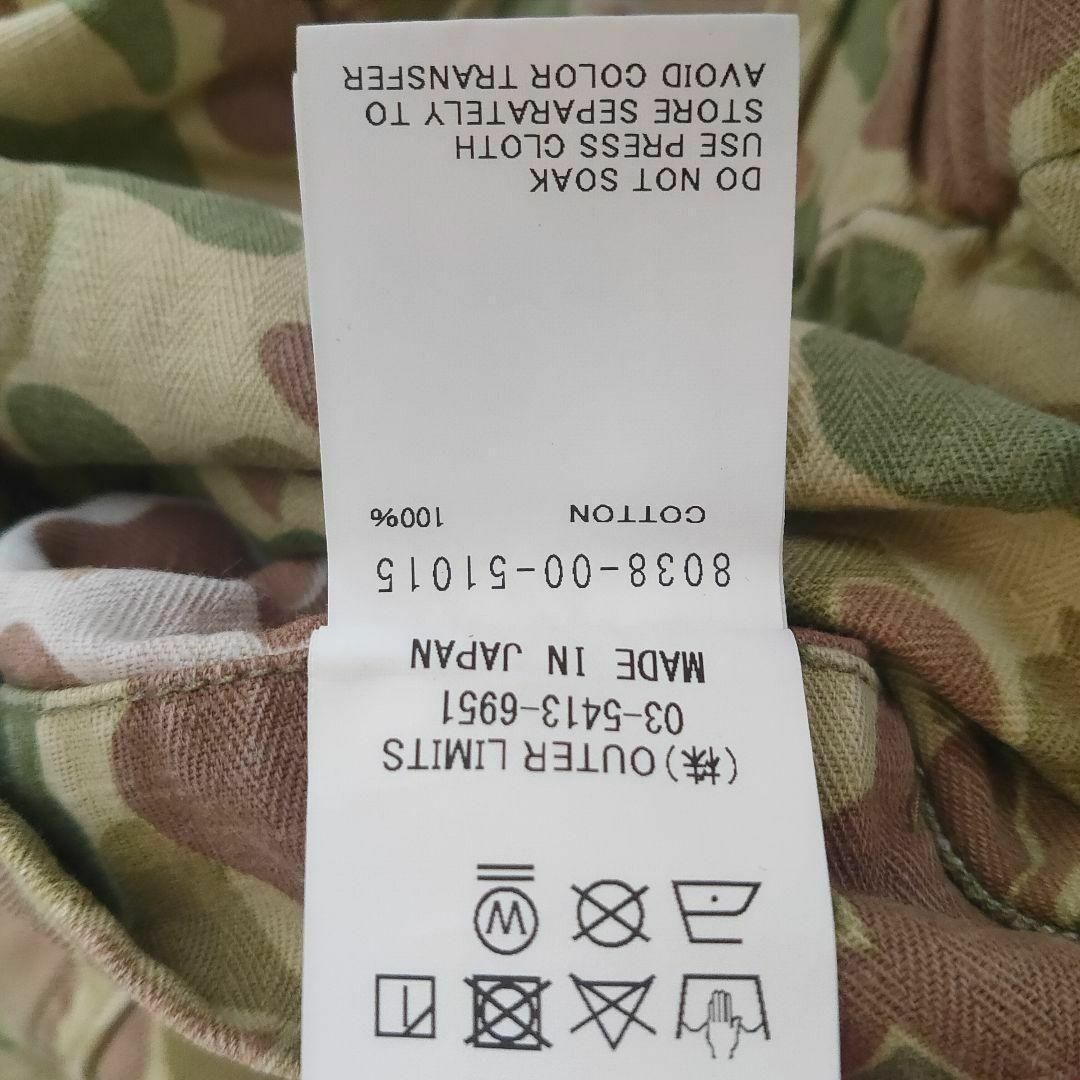 (株)OUTER LIMITS
03-5413-6951
MADE IN JAPAN
8038-00-51015
COTTON 100%
DO NOT SOAK
USE PRESS CLOTH
STORE SEPARATELY TO
AVOID COLOR TRANSFER